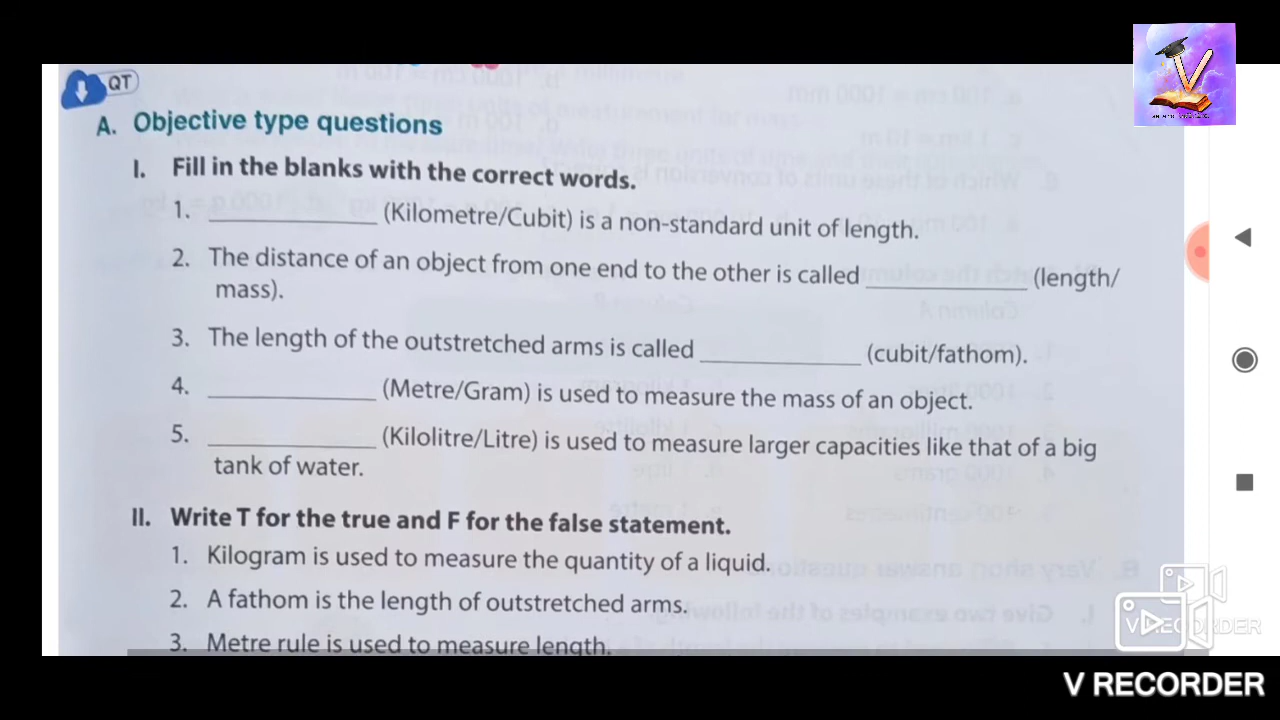 QT
A. Objective type questions
I. Fill in the blanks with the correct words.
1. ____________ (Kilometre/Cubit) is a non-standard unit of length.
2. The distance of an object from one end to the other is called ____________ (length/
mass).
3. The length of the outstretched arms is called ____________ (cubit/fathom).
4. ____________ (Metre/Gram) is used to measure the mass of an object.
5. ____________ (Kilolitre/Litre) is used to measure larger capacities like that of a big
tank of water.
II. Write T for the true and F for the false statement.
1. Kilogram is used to measure the quantity of a liquid.
2. A fathom is the length of outstretched arms.
3. Metre rule is used to measure length.
V RECORDER
V RECORDER